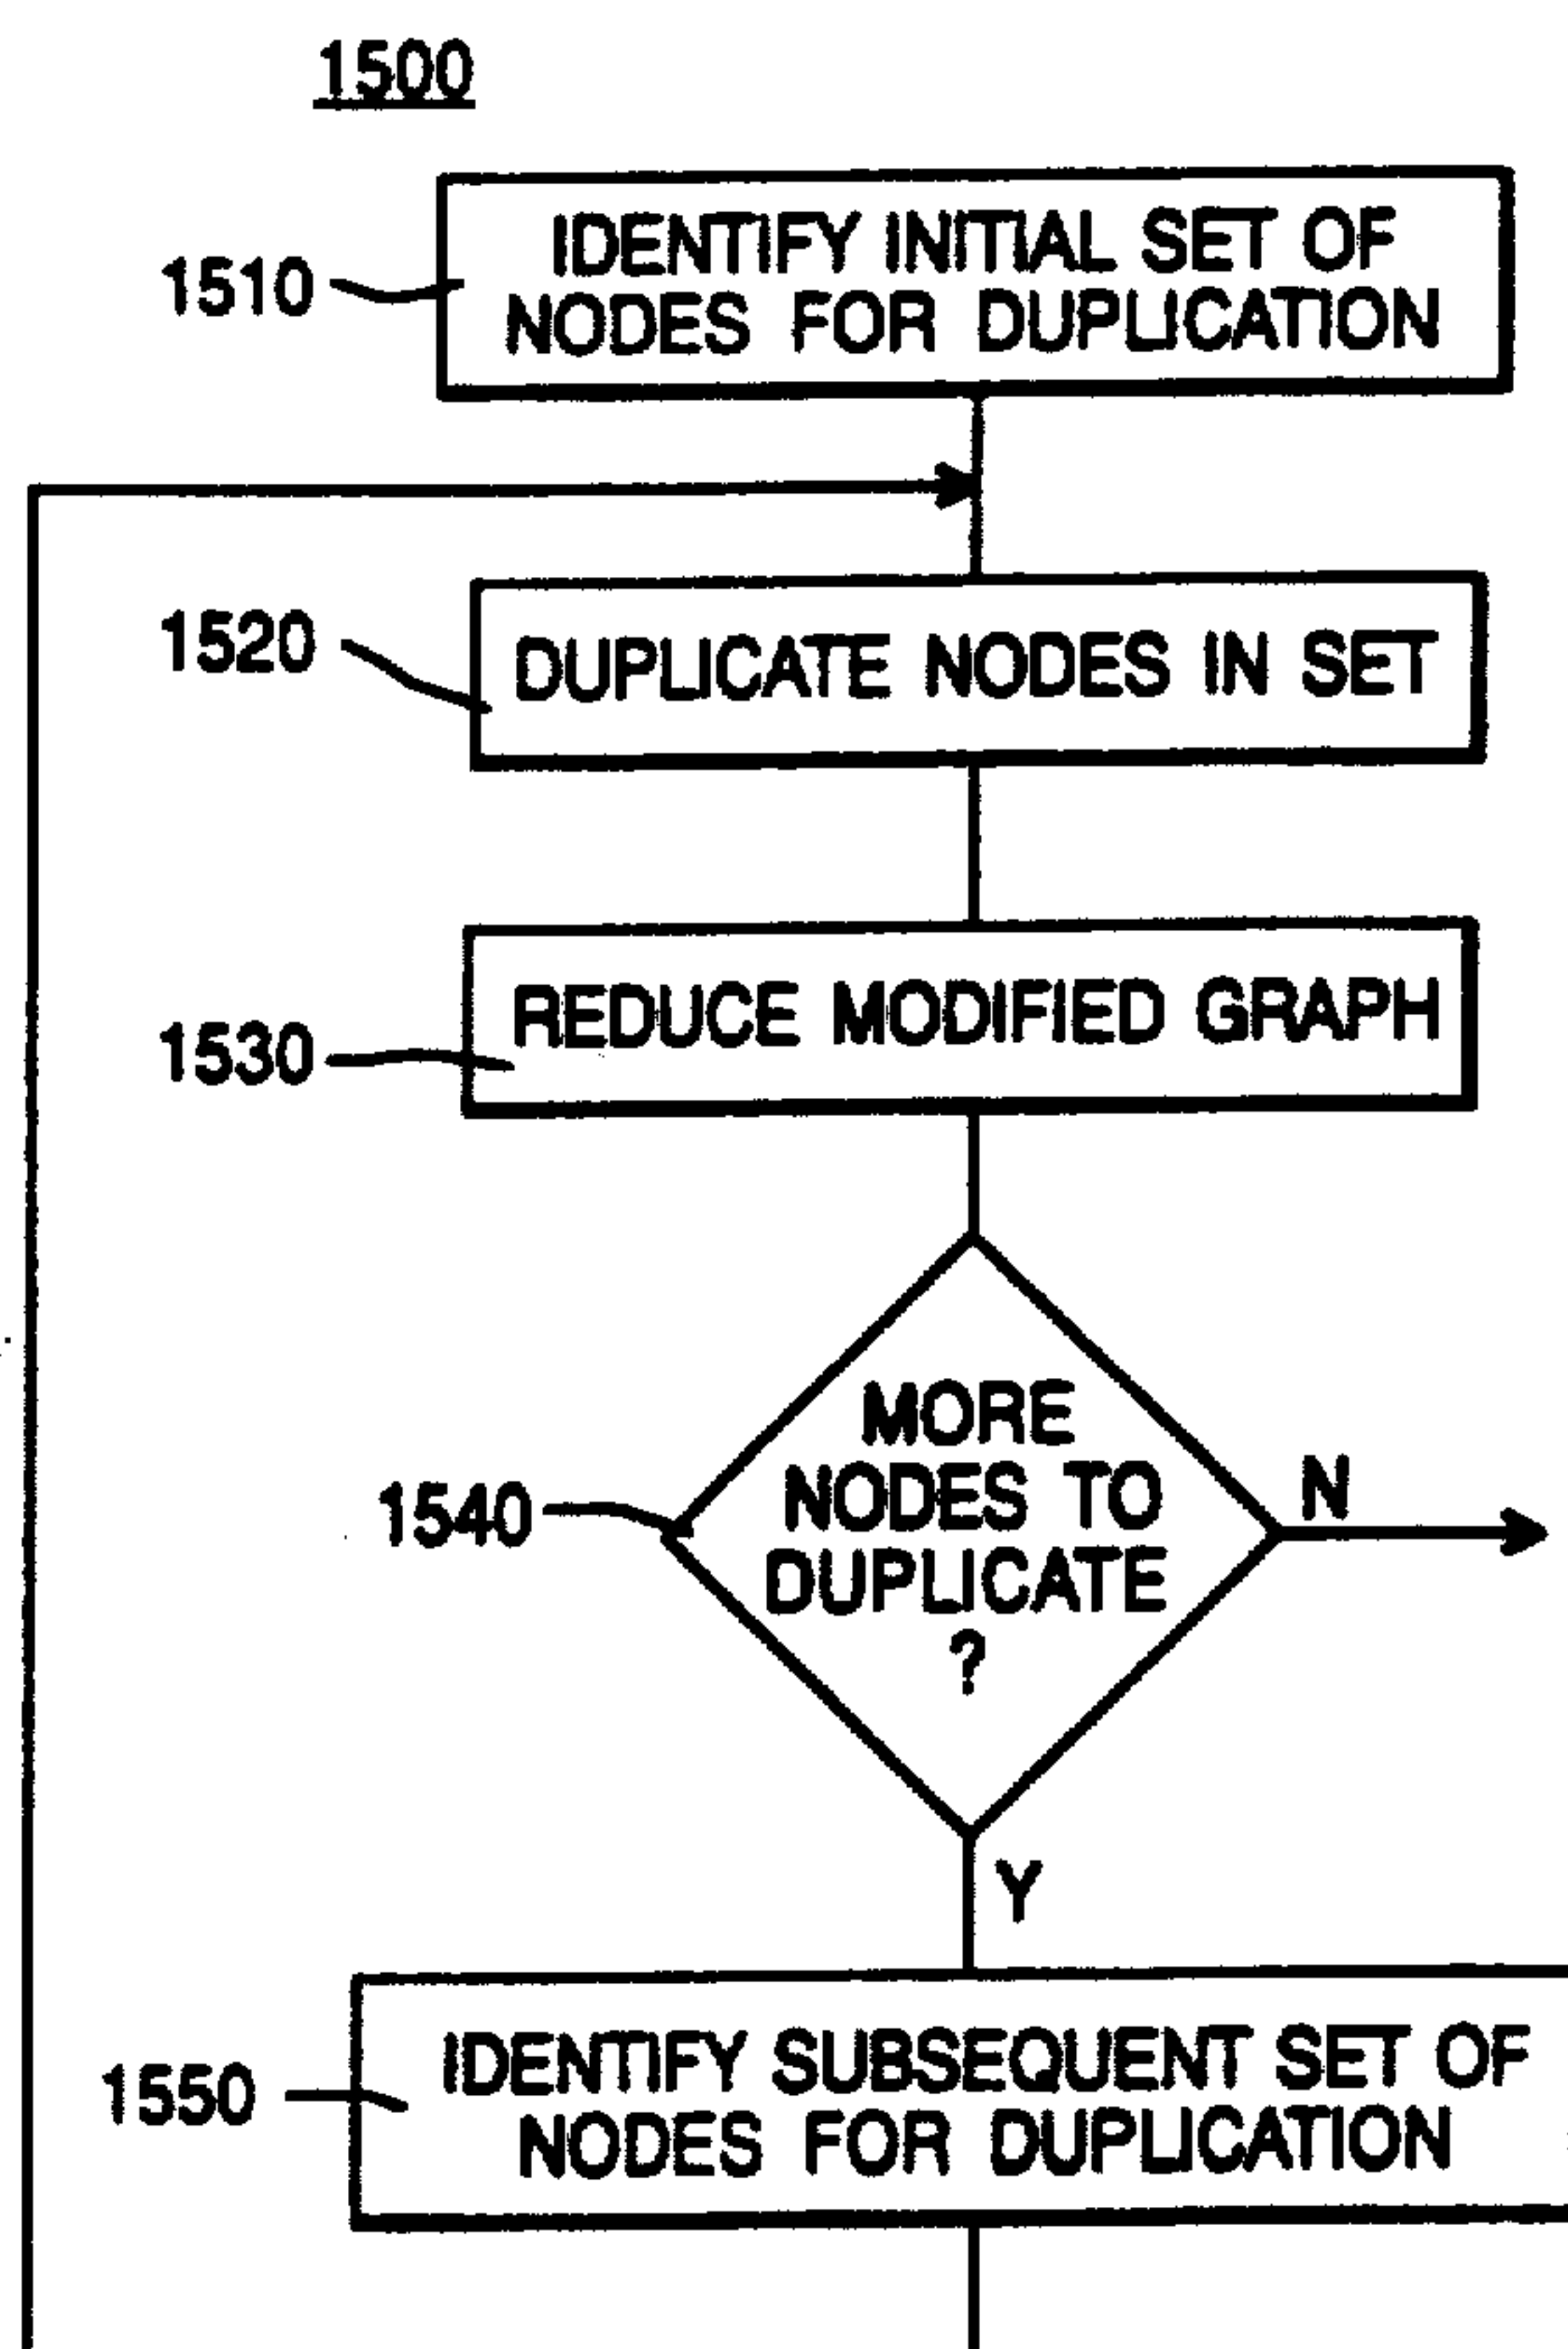 1500
IDENTIFY INITIAL SET OF
NODES FOR DUPLICATION
1510
1520
DUPLICATE NODES IN SET
REDUCE MODIFIED GRAPH
1530
MORE
NODES TO
DUPLICATE
?
1540
N
Y
IDENTIFY SUBSEQUENT SET OF
NODES FOR DUPLICATION
1550